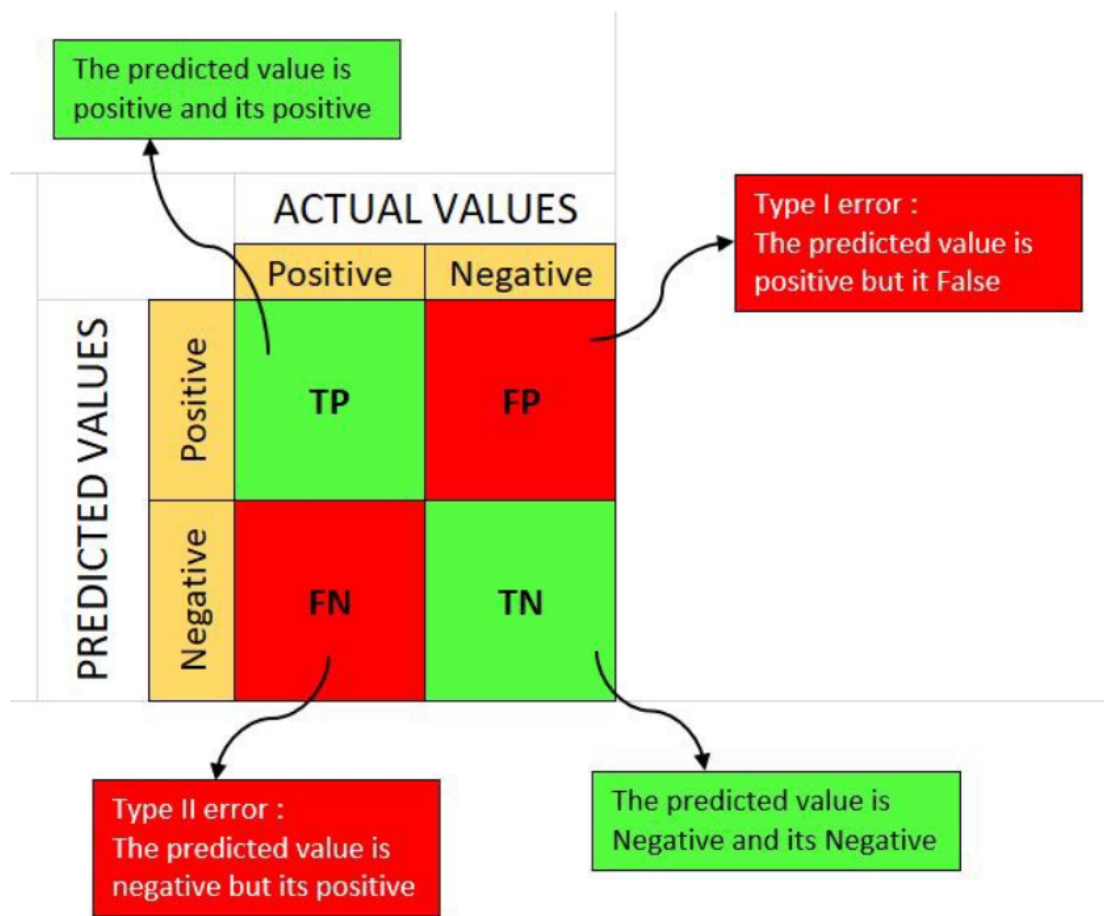 The predicted value is
positive and its positive
ACTUAL VALUES
Type I error :
The predicted value is
positive but it False
Positive
Negative
PREDICTED VALUES
Positive
TP
FP
Negative
FN
TN
Type II error :
The predicted value is
negative but its positive
The predicted value is
Negative and its Negative